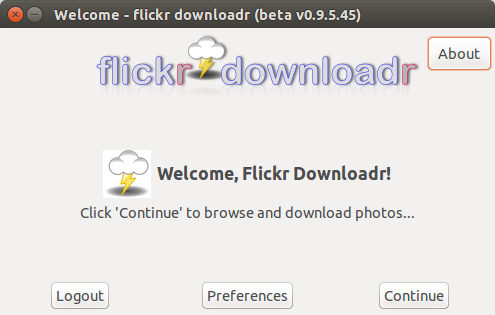 Welcome - flickr downloadr (beta v0.9.5.45)
flickr downloadr
About
Welcome, Flickr Downloadr!
Click 'Continue' to browse and download photos...
Logout
Preferences
Continue